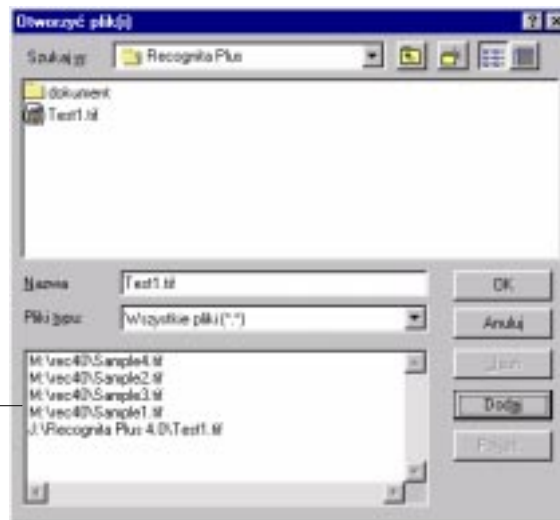 Otworzyć plik(i)
Szukaj w: Recognita Plus
dokument
Test1.tif
Nazwa Test1.tif OK
Pliki typu: Wszystkie pliki (*.*) Anuluj
M:\rec40\Sample4.tif
M:\rec40\Sample2.tif
M:\rec40\Sample3.tif
M:\rec40\Sample1.tif
J:\Recognita Plus 4.0\Test1.tif
Usuń
Dodaj